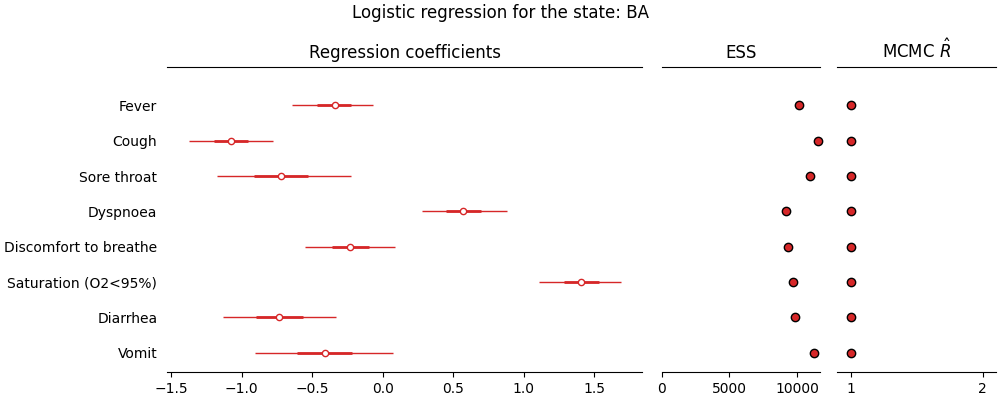 Logistic regression for the state: BA
Regression coefficients
ESS
MCMC R̂
Fever
Cough
Sore throat
Dyspnoea
Discomfort to breathe
Saturation (O2<95%)
Diarrhea
Vomit
−1.5 −1.0 −0.5 0.0 0.5 1.0 1.5
0 5000 10000
1 2